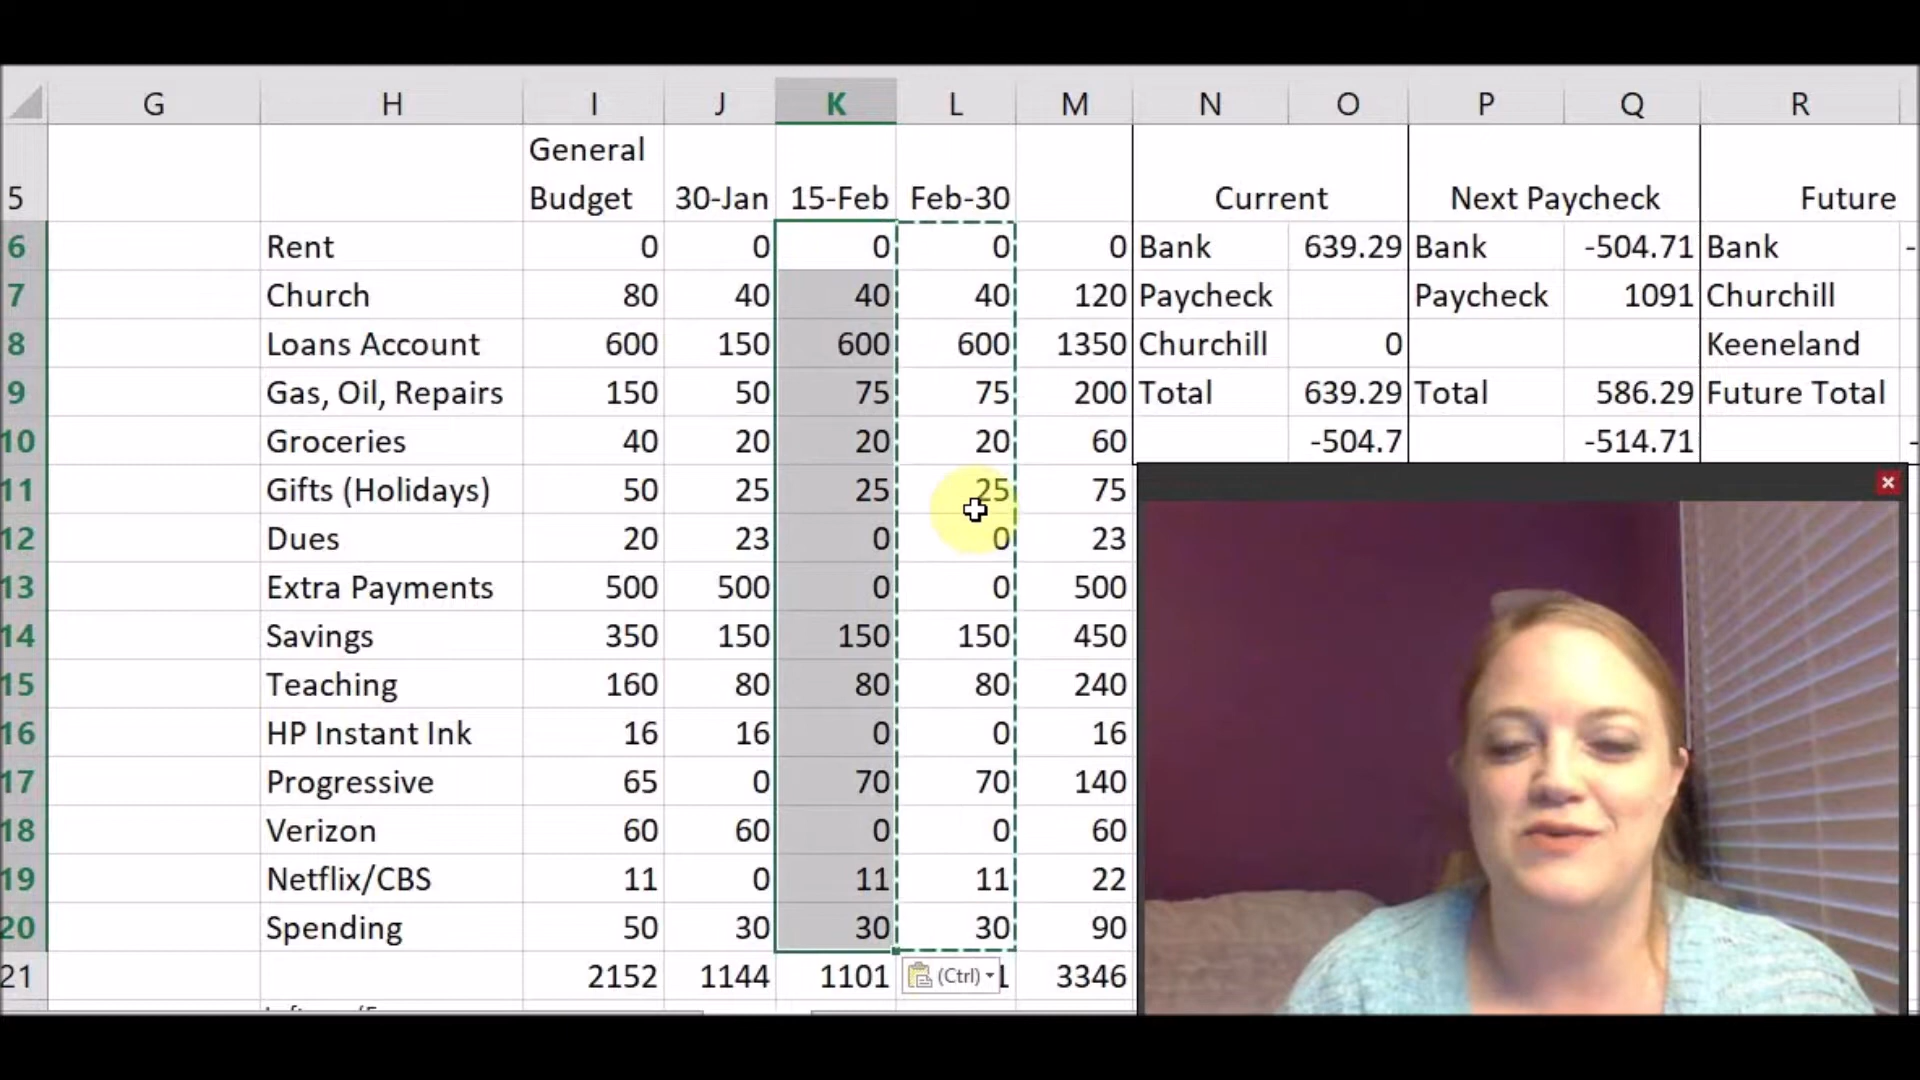 G H I J K L M N O P Q R
General
5 Budget 30-Jan 15-Feb Feb-30 Current Next Paycheck Future
6 Rent 0 0 0 0 0 Bank 639.29 Bank -504.71 Bank -
7 Church 80 40 40 40 120 Paycheck Paycheck 1091 Churchill
8 Loans Account 600 150 600 600 1350 Churchill 0 Keeneland
9 Gas, Oil, Repairs 150 50 75 75 200 Total 639.29 Total 586.29 Future Total
10 Groceries 40 20 20 20 60 -504.7 -514.71 -
11 Gifts (Holidays) 50 25 25 25 75
12 Dues 20 23 0 0 23
13 Extra Payments 500 500 0 0 500
14 Savings 350 150 150 150 450
15 Teaching 160 80 80 80 240
16 HP Instant Ink 16 16 0 0 16
17 Progressive 65 0 70 70 140
18 Verizon 60 60 0 0 60
19 Netflix/CBS 11 0 11 11 22
20 Spending 50 30 30 30 90
21 2152 1144 1101 (Ctrl) 1 3346